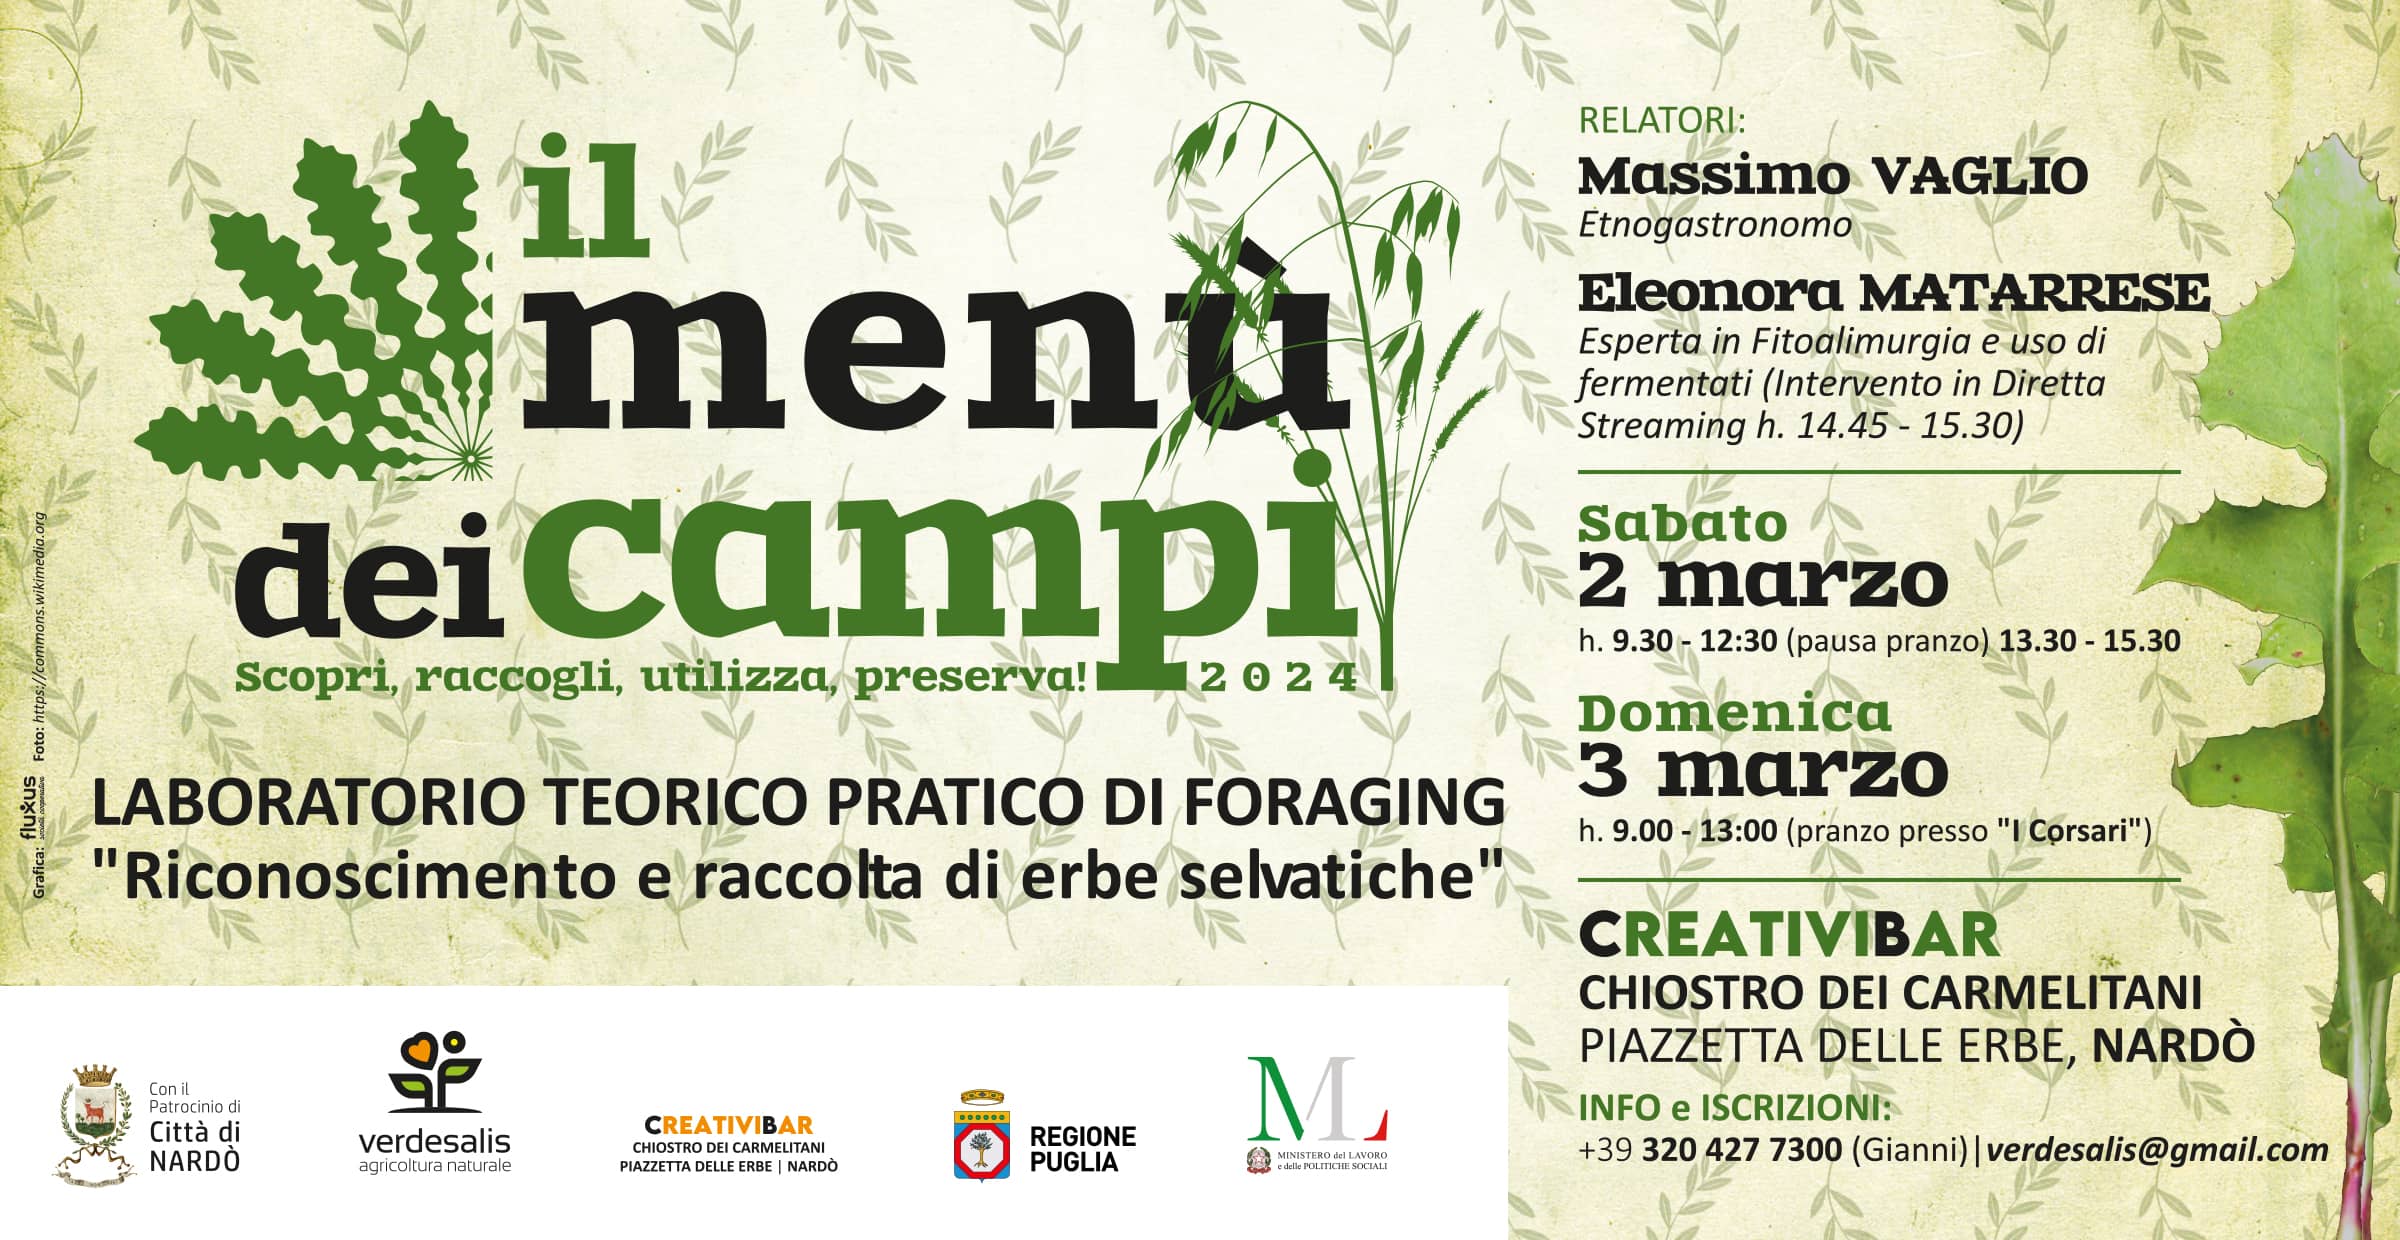 il
menù
dei campi
Scopri, raccogli, utilizza, preserva! 2024
LABORATORIO TEORICO PRATICO DI FORAGING
"Riconoscimento e raccolta di erbe selvatiche"
RELATORI:
Massimo VAGLIO
Etnogastronomo
Eleonora MATARRESE
Esperta in Fitoalimurgia e uso di
fermentati (Intervento in Diretta
Streaming h. 14.45 - 15.30)
Sabato
2 marzo
h. 9.30 - 12:30 (pausa pranzo) 13.30 - 15.30
Domenica
3 marzo
h. 9.00 - 13:00 (pranzo presso "I Corsari")
CREATIVIBAR
CHIOSTRO DEI CARMELITANI
PIAZZETTA DELLE ERBE, NARDÒ
INFO e ISCRIZIONI:
+39 320 427 7300 (Gianni)|verdesalis@gmail.com
Grafica: fluxus Foto: https://commons.wikimedia.org
Con il
Patrocinio di
Città di
NARDÒ
verdesalis
agricoltura naturale
CREATIVIBAR
CHIOSTRO DEI CARMELITANI
PIAZZETTA DELLE ERBE | NARDÒ
REGIONE
PUGLIA
ML
MINISTERO del LAVORO
e delle POLITICHE SOCIALI